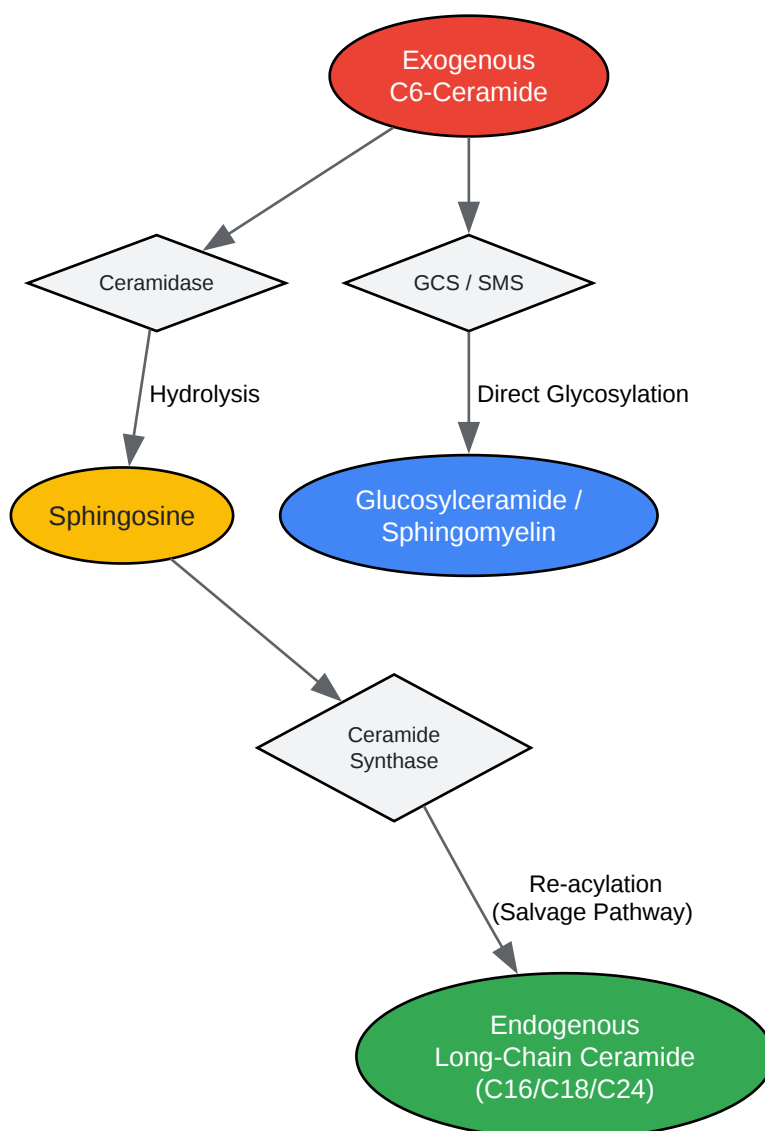 Exogenous
C6-Ceramide
Ceramidase
GCS / SMS
Hydrolysis
Direct Glycosylation
Sphingosine
Glucosylceramide /
Sphingomyelin
Ceramide
Synthase
Re-acylation
(Salvage Pathway)
Endogenous
Long-Chain Ceramide
(C16/C18/C24)